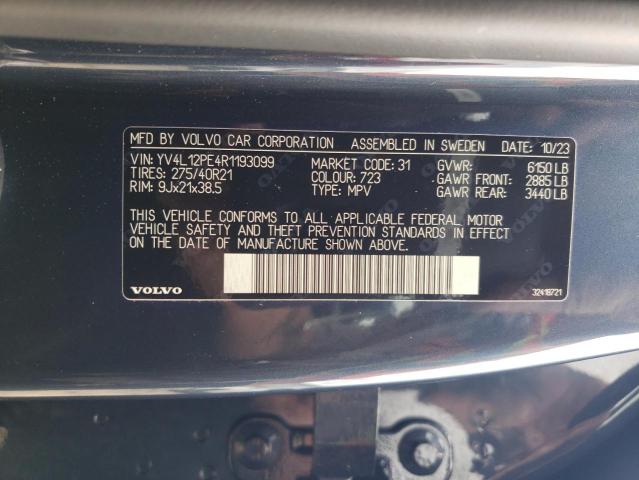 MFD BY VOLVO CAR CORPORATION ASSEMBLED IN SWEDEN DATE: 10/23
VIN: YV4L12PE4R1193099 MARKET CODE: 31 GVWR: 6150 LB
TIRES: 275/40R21 COLOUR: 723 GAWR FRONT: 2885 LB
RIM: 9Jx21x38.5 TYPE: MPV GAWR REAR: 3440 LB
THIS VEHICLE CONFORMS TO ALL APPLICABLE FEDERAL MOTOR
VEHICLE SAFETY AND THEFT PREVENTION STANDARDS IN EFFECT
ON THE DATE OF MANUFACTURE SHOWN ABOVE.
VOLVO 32418721